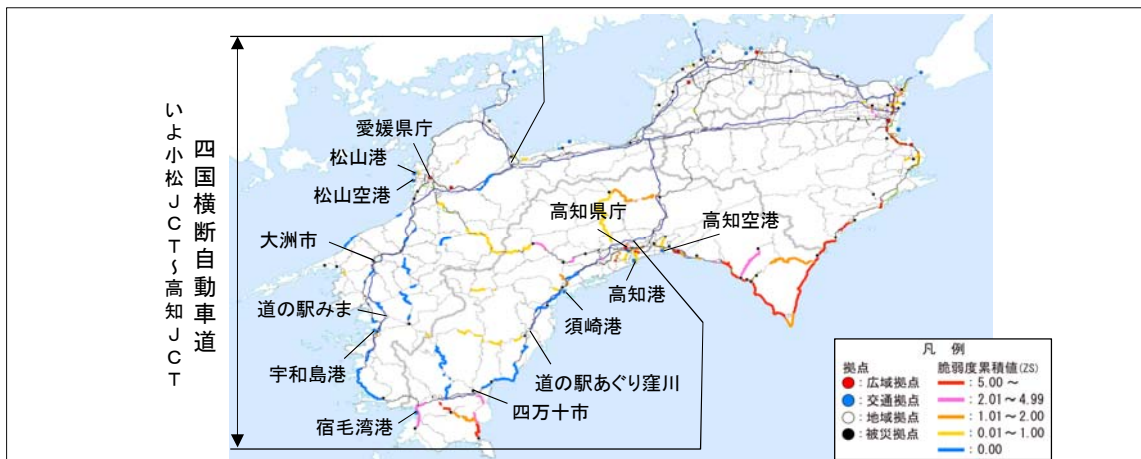 四国横断自動車道
いよ小松JCT～高知JCT
愛媛県庁
松山港
松山空港
大洲市
道の駅みま
宇和島港
宿毛湾港
高知県庁
高知空港
高知港
須崎港
道の駅あぐり窪川
四万十市
凡 例
拠点
●：広域拠点
●：交通拠点
○：地域拠点
●：被災拠点
脆弱度累積値(ZS)
：5.00～
：2.01～4.99
：1.01～2.00
：0.01～1.00
：0.00